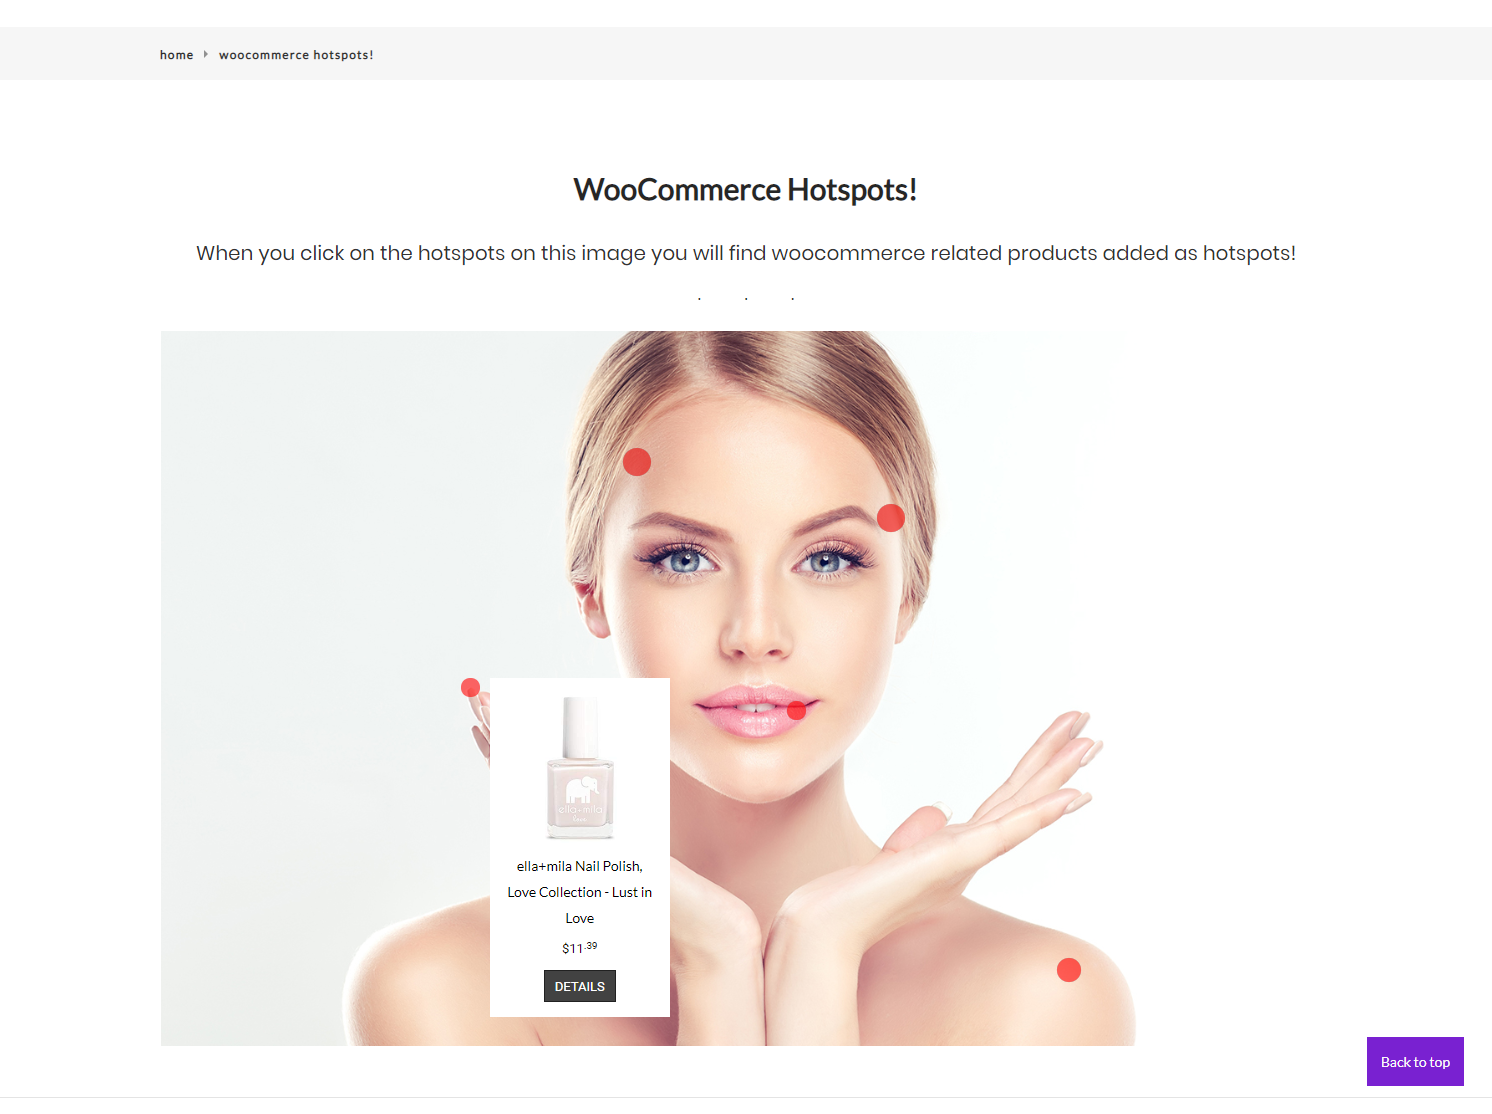 home
woocommerce hotspots!
WooCommerce Hotspots!
When you click on the hotspots on this image you will find woocommerce related products added as hotspots!
ella+mila
love
ella+mila Nail Polish,
Love Collection - Lust in
Love
$11.39
DETAILS
Back to top